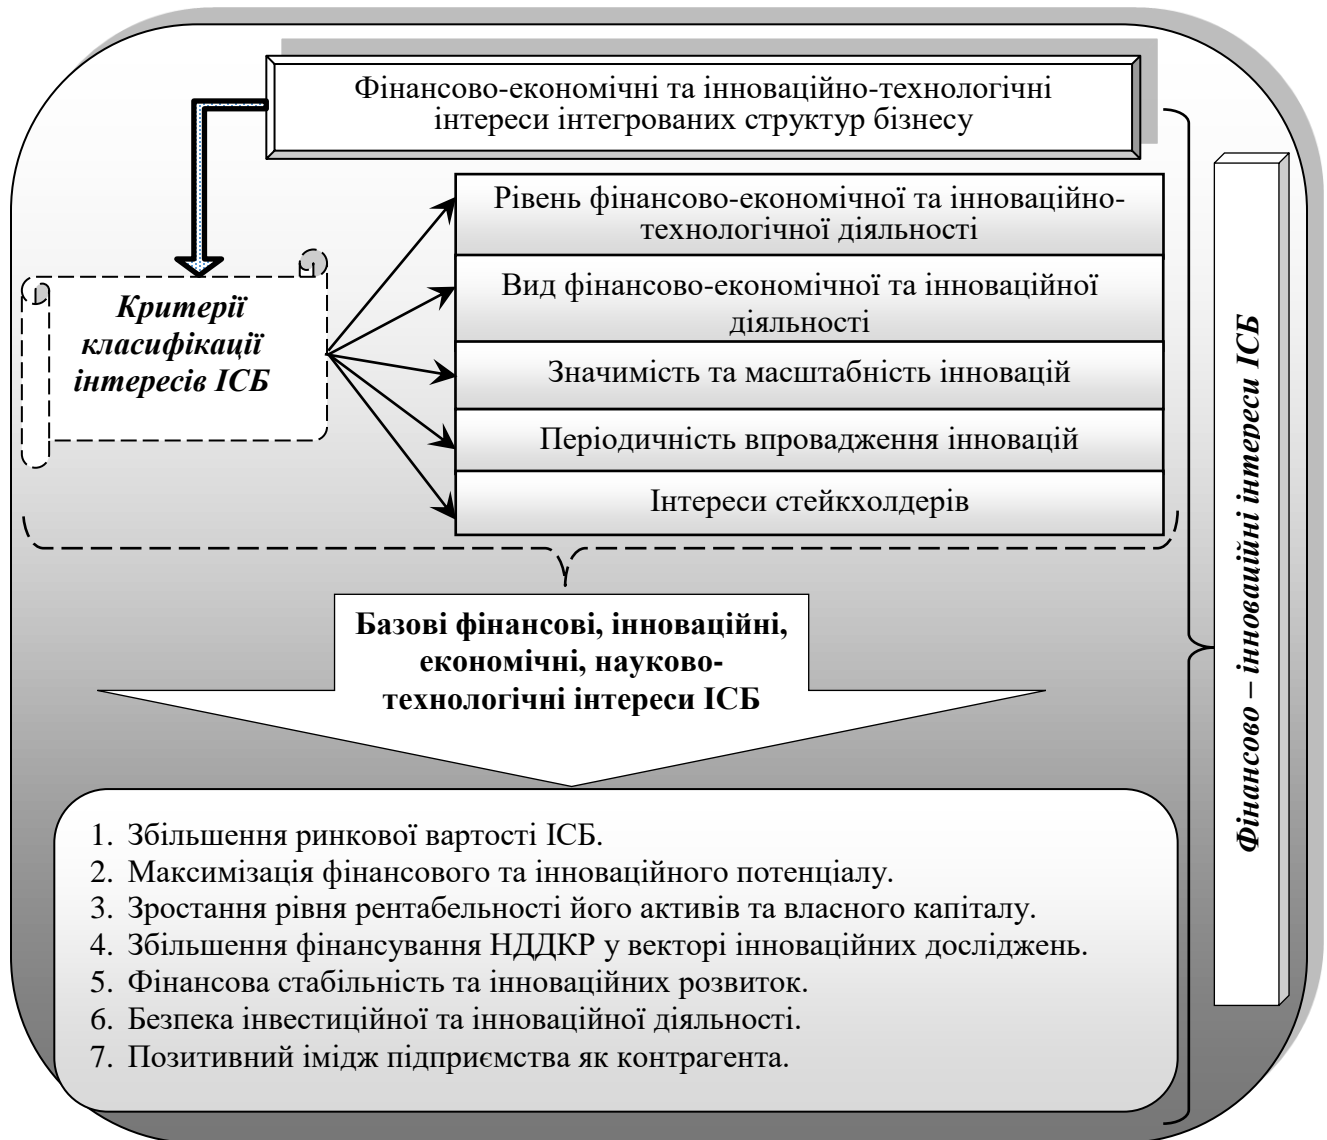 Фінансово-економічні та інноваційно-технологічні
інтереси інтегрованих структур бізнесу
Рівень фінансово-економічної та інноваційно-
технологічної діяльності
Вид фінансово-економічної та інноваційної
діяльності
Значимість та масштабність інновацій
Періодичність впровадження інновацій
Інтереси стейкхолдерів
Критерії
класифікації
інтересів ІСБ
Базові фінансові, інноваційні,
економічні, науково-
технологічні інтереси ІСБ
1. Збільшення ринкової вартості ІСБ.
2. Максимізація фінансового та інноваційного потенціалу.
3. Зростання рівня рентабельності його активів та власного капіталу.
4. Збільшення фінансування НДДКР у векторі інноваційних досліджень.
5. Фінансова стабільність та інноваційних розвиток.
6. Безпека інвестиційної та інноваційної діяльності.
7. Позитивний імідж підприємства як контрагента.
Фінансово – інноваційні інтереси ІСБ